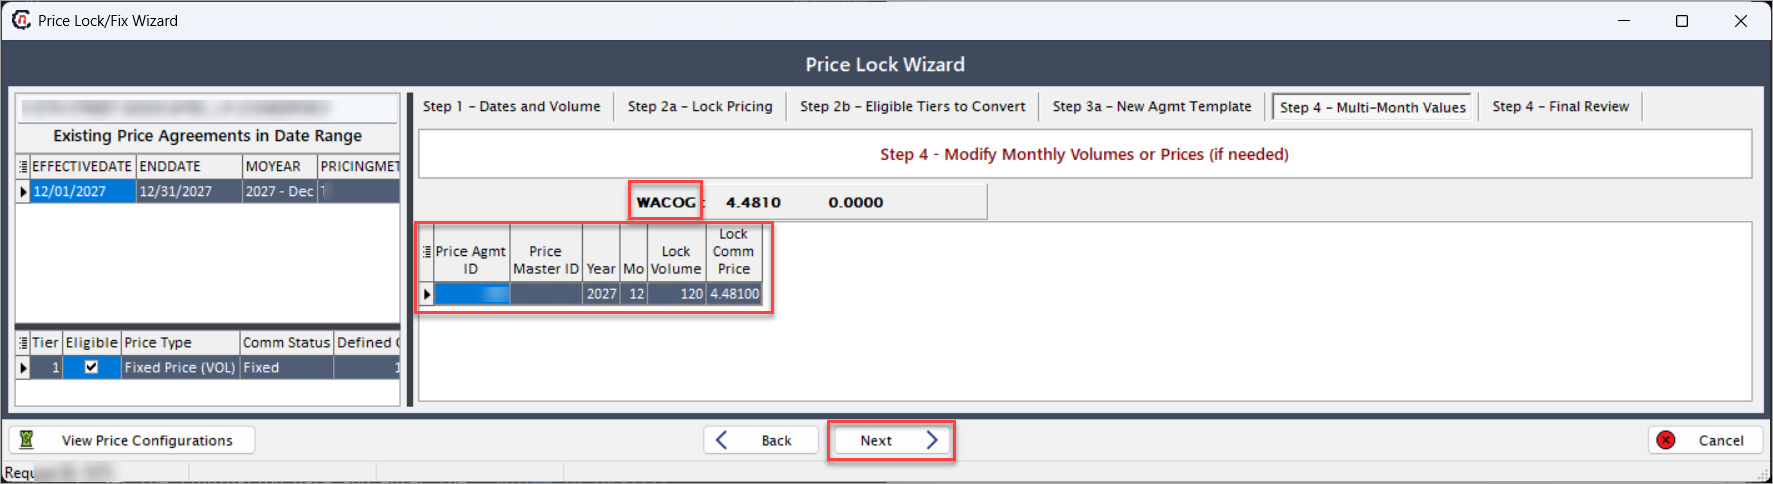 Price Lock/Fix Wizard
Price Lock Wizard
Existing Price Agreements in Date Range
EFFECTIVEDATE ENDDATE MOYEAR PRICINGMET
12/01/2027 12/31/2027 2027 - Dec
Tier Eligible Price Type Comm Status Defined
1 Fixed Price (VOL) Fixed 1
Step 1 - Dates and Volume Step 2a - Lock Pricing Step 2b - Eligible Tiers to Convert Step 3a - New Agmt Template Step 4 - Multi-Month Values Step 4 - Final Review
Step 4 - Modify Monthly Volumes or Prices (if needed)
WACOG: 4.4810 0.0000
Price Agmt ID Price Master ID Year Mo Lock Volume Lock Comm Price
2027 12 120 4.48100
View Price Configurations Back Next Cancel